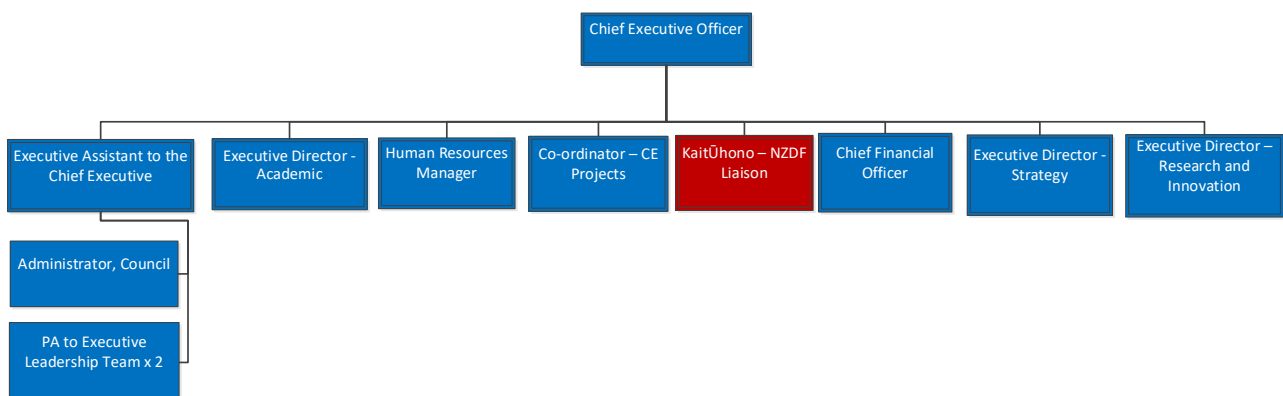 Chief Executive Officer
Executive Assistant to the
Chief Executive
Executive Director -
Academic
Human Resources
Manager
Co-ordinator – CE
Projects
KaitŪhono – NZDF
Liaison
Chief Financial
Officer
Executive Director -
Strategy
Executive Director –
Research and
Innovation
Administrator, Council
PA to Executive
Leadership Team x 2